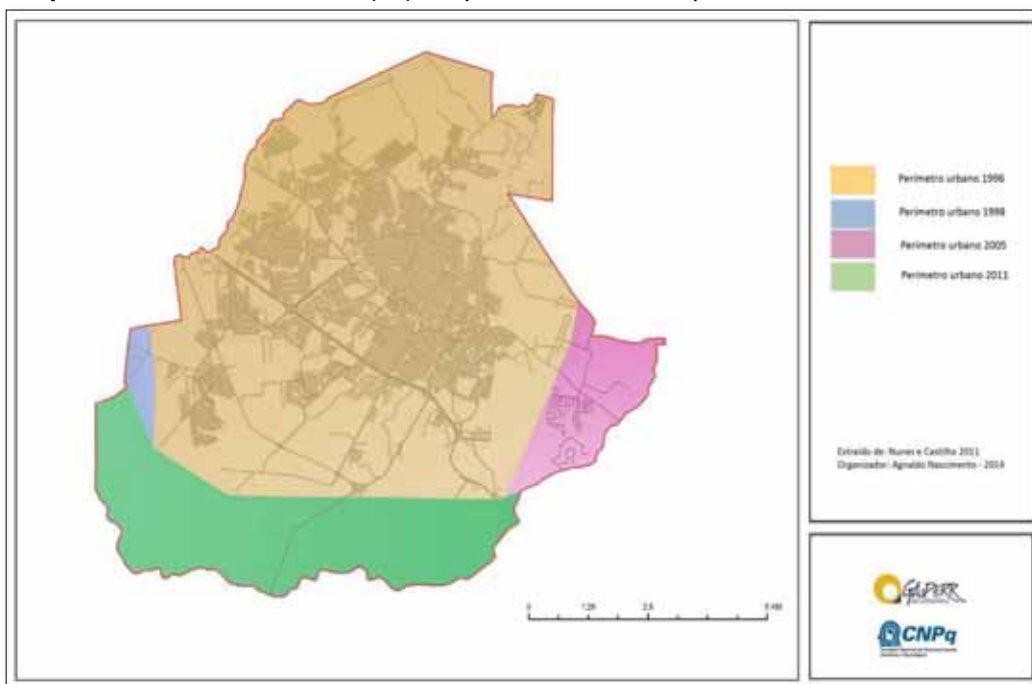 Perímetro urbano 1996
Perímetro urbano 1998
Perímetro urbano 2005
Perímetro urbano 2011
Extraído de: Nunes e Castilho 2011
Organizador: Agnaldo Nascimento - 2014
0 1.25 2.5
GAsPERR
CNPq